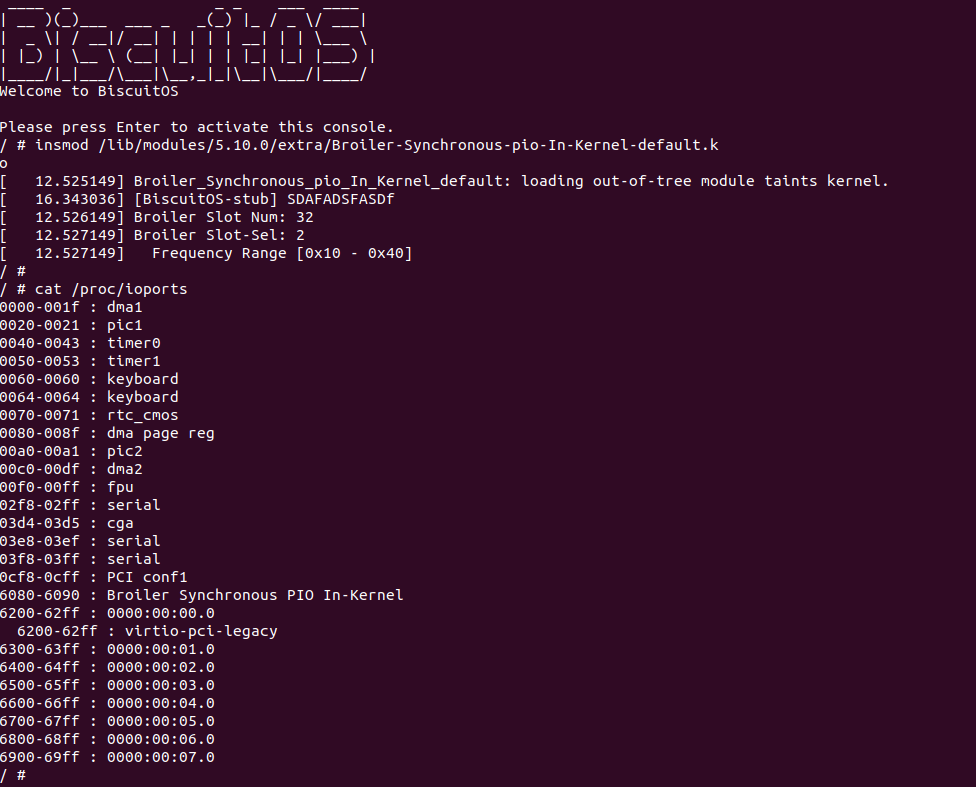 BiscuitOS
Welcome to BiscuitOS
Please press Enter to activate this console.
/ # insmod /lib/modules/5.10.0/extra/Broiler-Synchronous-pio-In-Kernel-default.k
o
[   12.525149] Broiler_Synchronous_pio_In_Kernel_default: loading out-of-tree module taints kernel.
[   16.343036] [BiscuitOS-stub] SDAFADSFASDf
[   12.526149] Broiler Slot Num: 32
[   12.527149] Broiler Slot-Sel: 2
[   12.527149]   Frequency Range [0x10 - 0x40]
/ #
/ # cat /proc/ioports
0000-001f : dma1
0020-0021 : pic1
0040-0043 : timer0
0050-0053 : timer1
0060-0060 : keyboard
0064-0064 : keyboard
0070-0071 : rtc_cmos
0080-008f : dma page reg
00a0-00a1 : pic2
00c0-00df : dma2
00f0-00ff : fpu
02f8-02ff : serial
03d4-03d5 : cga
03e8-03ef : serial
03f8-03ff : serial
0cf8-0cff : PCI conf1
6080-6090 : Broiler Synchronous PIO In-Kernel
6200-62ff : 0000:00:00.0
  6200-62ff : virtio-pci-legacy
6300-63ff : 0000:00:01.0
6400-64ff : 0000:00:02.0
6500-65ff : 0000:00:03.0
6600-66ff : 0000:00:04.0
6700-67ff : 0000:00:05.0
6800-68ff : 0000:00:06.0
6900-69ff : 0000:00:07.0
/ #